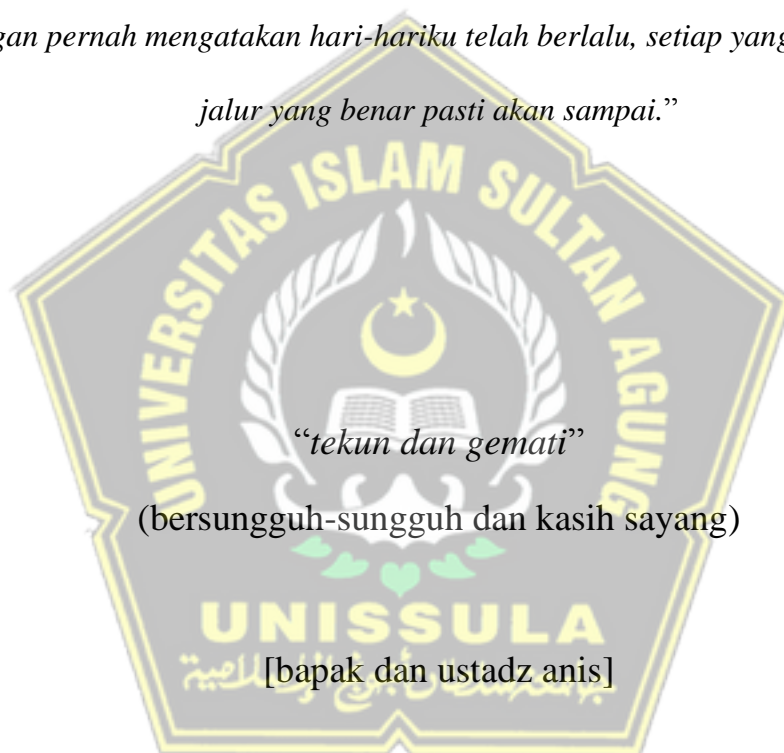 gan pernah mengatakan hari-hariku telah berlalu, setiap yang
jalur yang benar pasti akan sampai.”
UNIVERSITAS ISLAM SULTAN AGUNG
“tekun dan gemati”
(bersungguh-sungguh dan kasih sayang)
UNISSULA
[bapak dan ustadz anis]